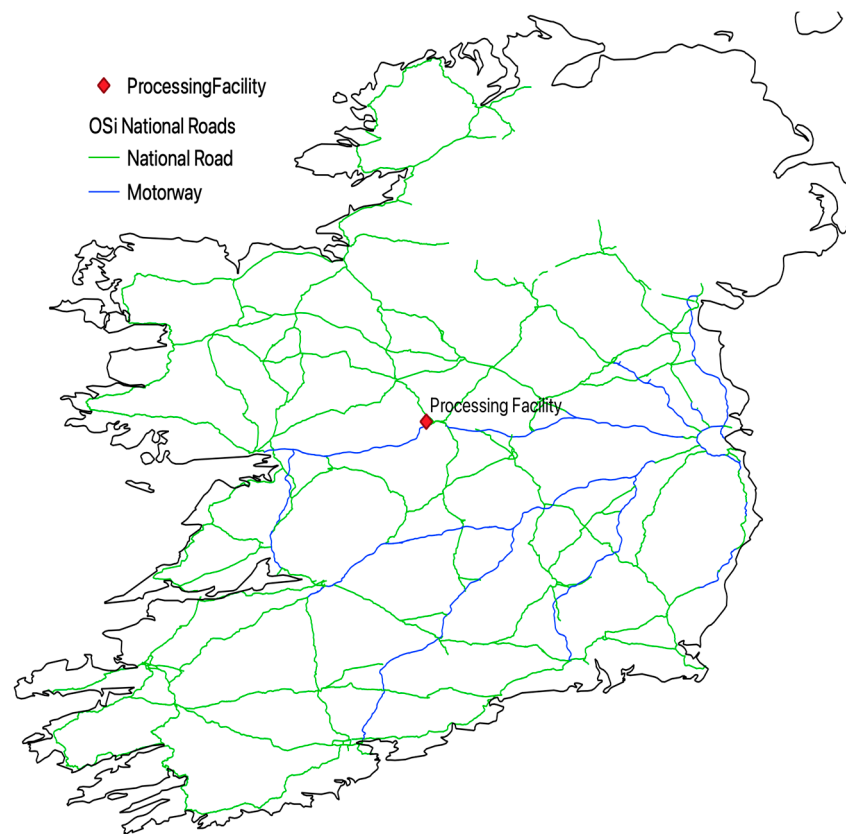 ProcessingFacility
OSi National Roads
National Road
Motorway
Processing Facility